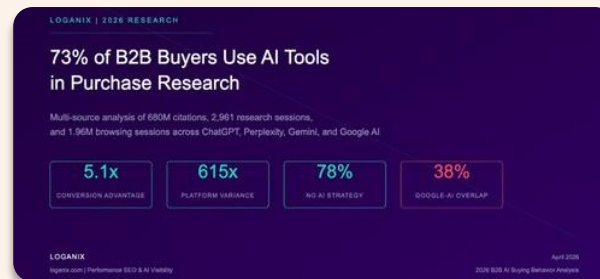 LOGANIX | 2026 RESEARCH
73% of B2B Buyers Use AI Tools
in Purchase Research
Multi-source analysis of 680M citations, 2,961 research sessions,
and 1.96M browsing sessions across ChatGPT, Perplexity, Gemini, and Google AI
5.1x
CONVERSION ADVANTAGE
615x
PLATFORM VARIANCE
78%
NO AI STRATEGY
38%
GOOGLE-AI OVERLAP
LOGANIX
loganix.com | Performance SEO & AI Visibility
April 2026
2026 B2B AI Buying Behavior Analysis